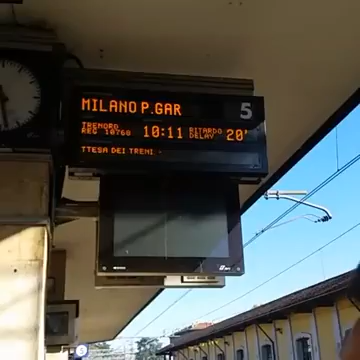 MILANO P.GAR 5
TRENORD
REG 10760 10:11 RITARDO
DELAY 20'
TTESA DEI TRENI -